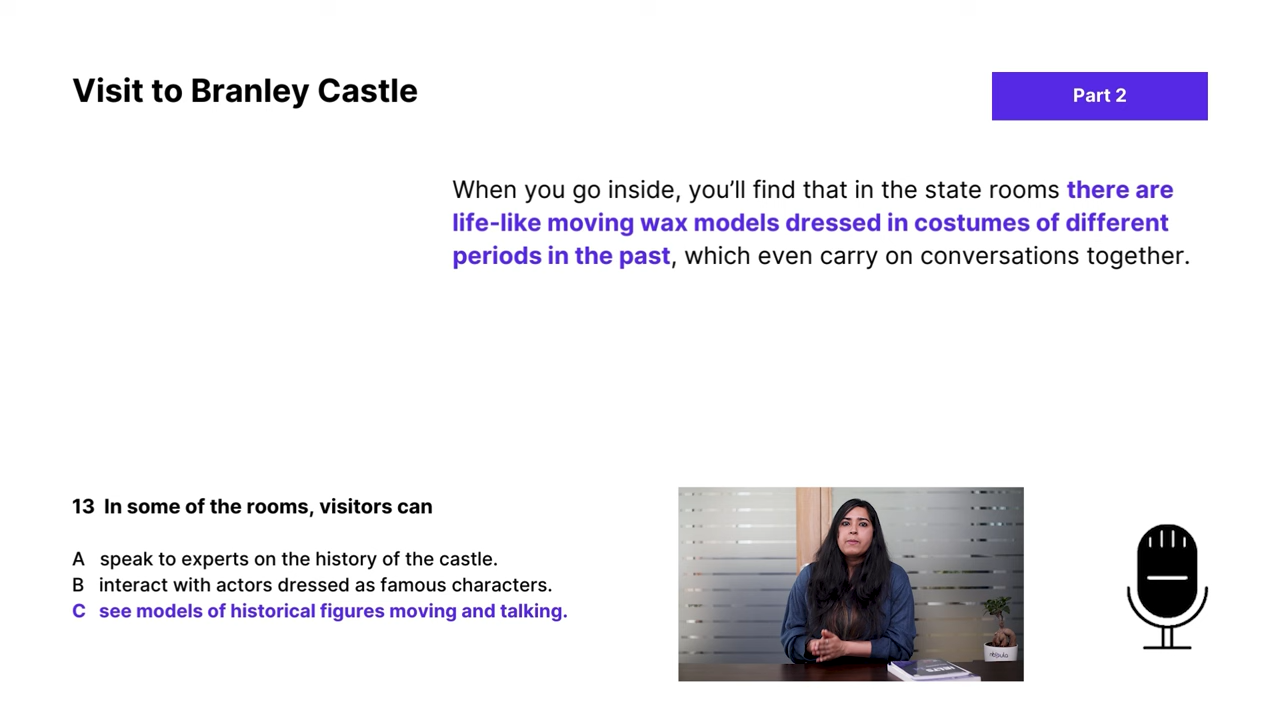 Visit to Branley Castle
Part 2
When you go inside, you’ll find that in the state rooms there are
life-like moving wax models dressed in costumes of different
periods in the past, which even carry on conversations together.
13 In some of the rooms, visitors can
A speak to experts on the history of the castle.
B interact with actors dressed as famous characters.
C see models of historical figures moving and talking.
IELTS